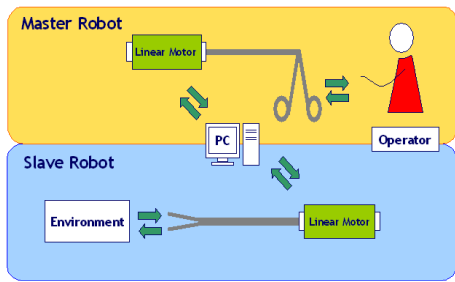 Master Robot
Linear Motor
PC
Operator
Slave Robot
Environment
Linear Motor